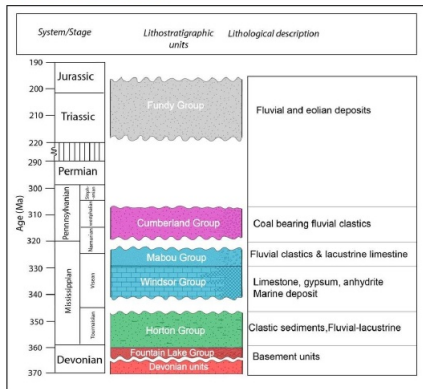 System/Stage
Lithostratigraphic
units
Lithological description
Age (Ma)
190
200
210
220
290
300
310
320
330
340
350
360
370
Jurassic
Triassic
Permian
Pennnsylvanian
Mississippian
Devonian
Namurian
Visean
Tournaisian
Fundy Group
Cumberland Group
Mabou Group
Windsor Group
Horton Group
Fountain Lake Group
Devonian units
Fluvial and eolian deposits
Coal bearing fluvial clastics
Fluvial clastics & lacustrine limestine
Limestone, gypsum, anhydrite
Marine deposit
Clastic sediments,Fluvial-lacustrine
Basement units